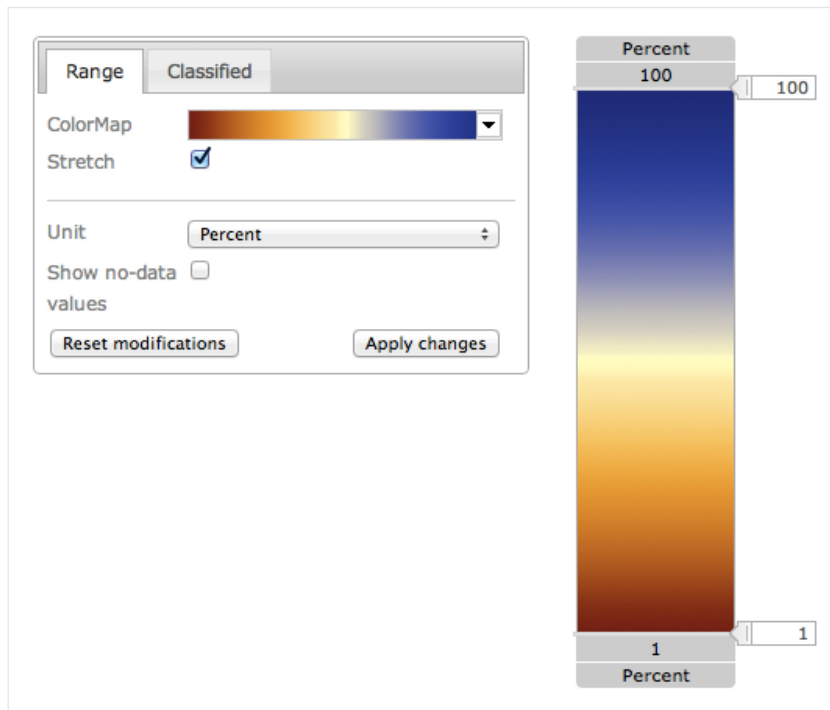 Range Classified
ColorMap
Stretch
Unit Percent
Show no-data
values
Reset modifications Apply changes
Percent
100
100
1
1
Percent